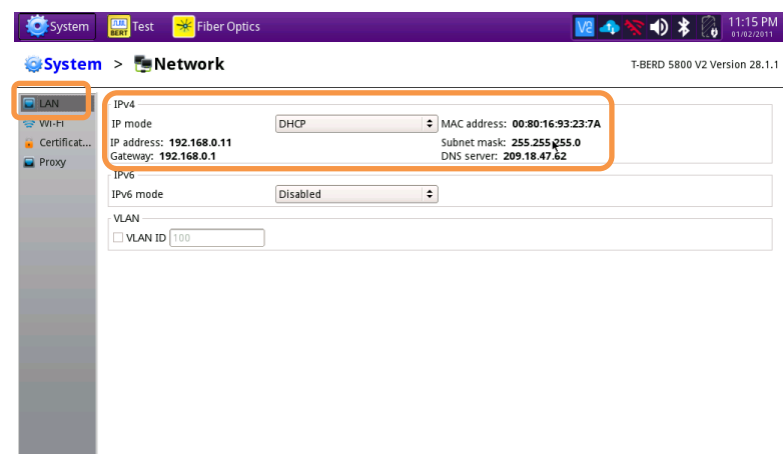 System BERT Test Fiber Optics V2 11:15 PM
01/02/2011
System > Network T-BERD 5800 V2 Version 28.1.1
LAN
Wi-Fi
Certificat...
Proxy
IPv4
IP mode DHCP MAC address: 00:80:16:93:23:7A
IP address: 192.168.0.11 Subnet mask: 255.255.255.0
Gateway: 192.168.0.1 DNS server: 209.18.47.62
IPv6
IPv6 mode Disabled
VLAN
VLAN ID 100